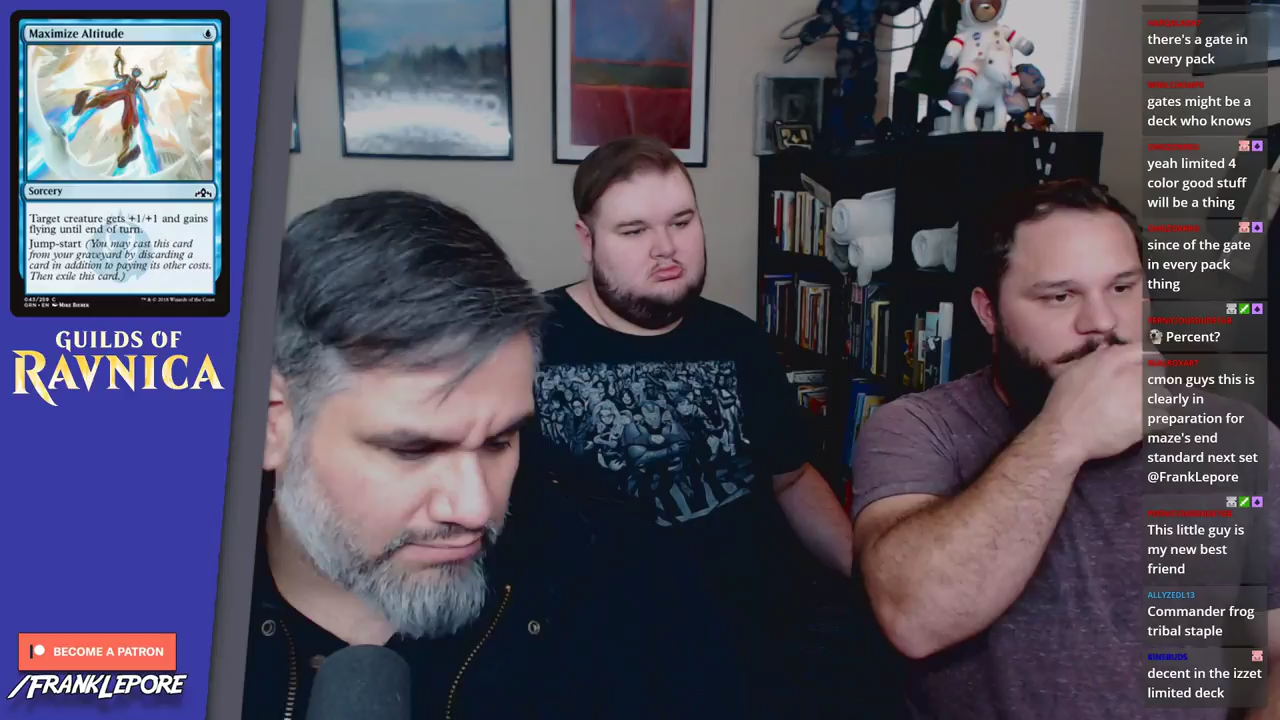 Maximize Altitude
Sorcery
Target creature gets +1/+1 and gains
flying until end of turn.
Jump-start (You may cast this card
from your graveyard by discarding a
card in addition to paying its other costs.
Then exile this card.)
GUILDS OF
RAVNICA
BECOME A PATRON
/FRANKLEPORE
there's a gate in
every pack
gates might be a
deck who knows
yeah limited 4
color good stuff
will be a thing
since of the gate
in every pack
thing
Percent?
cmon guys this is
clearly in
preparation for
maze's end
standard next set
@FrankLepore
This little guy is
my new best
friend
ALLYZEDL13
Commander frog
tribal staple
decent in the izzet
limited deck